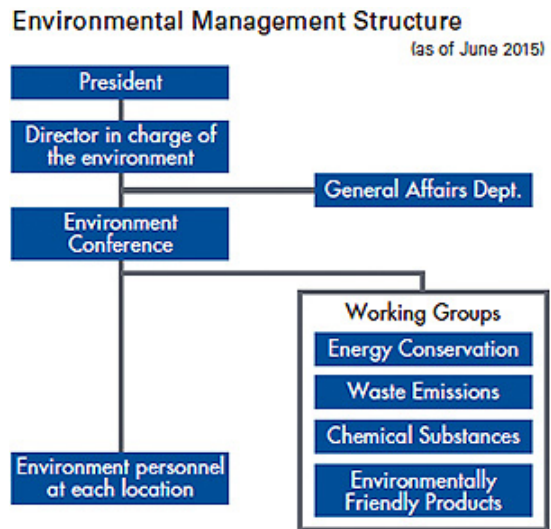 Environmental Management Structure
(as of June 2015)
President
Director in charge of
the environment
General Affairs Dept.
Environment
Conference
Working Groups
Energy Conservation
Waste Emissions
Chemical Substances
Environmentally
Friendly Products
Environment personnel
at each location